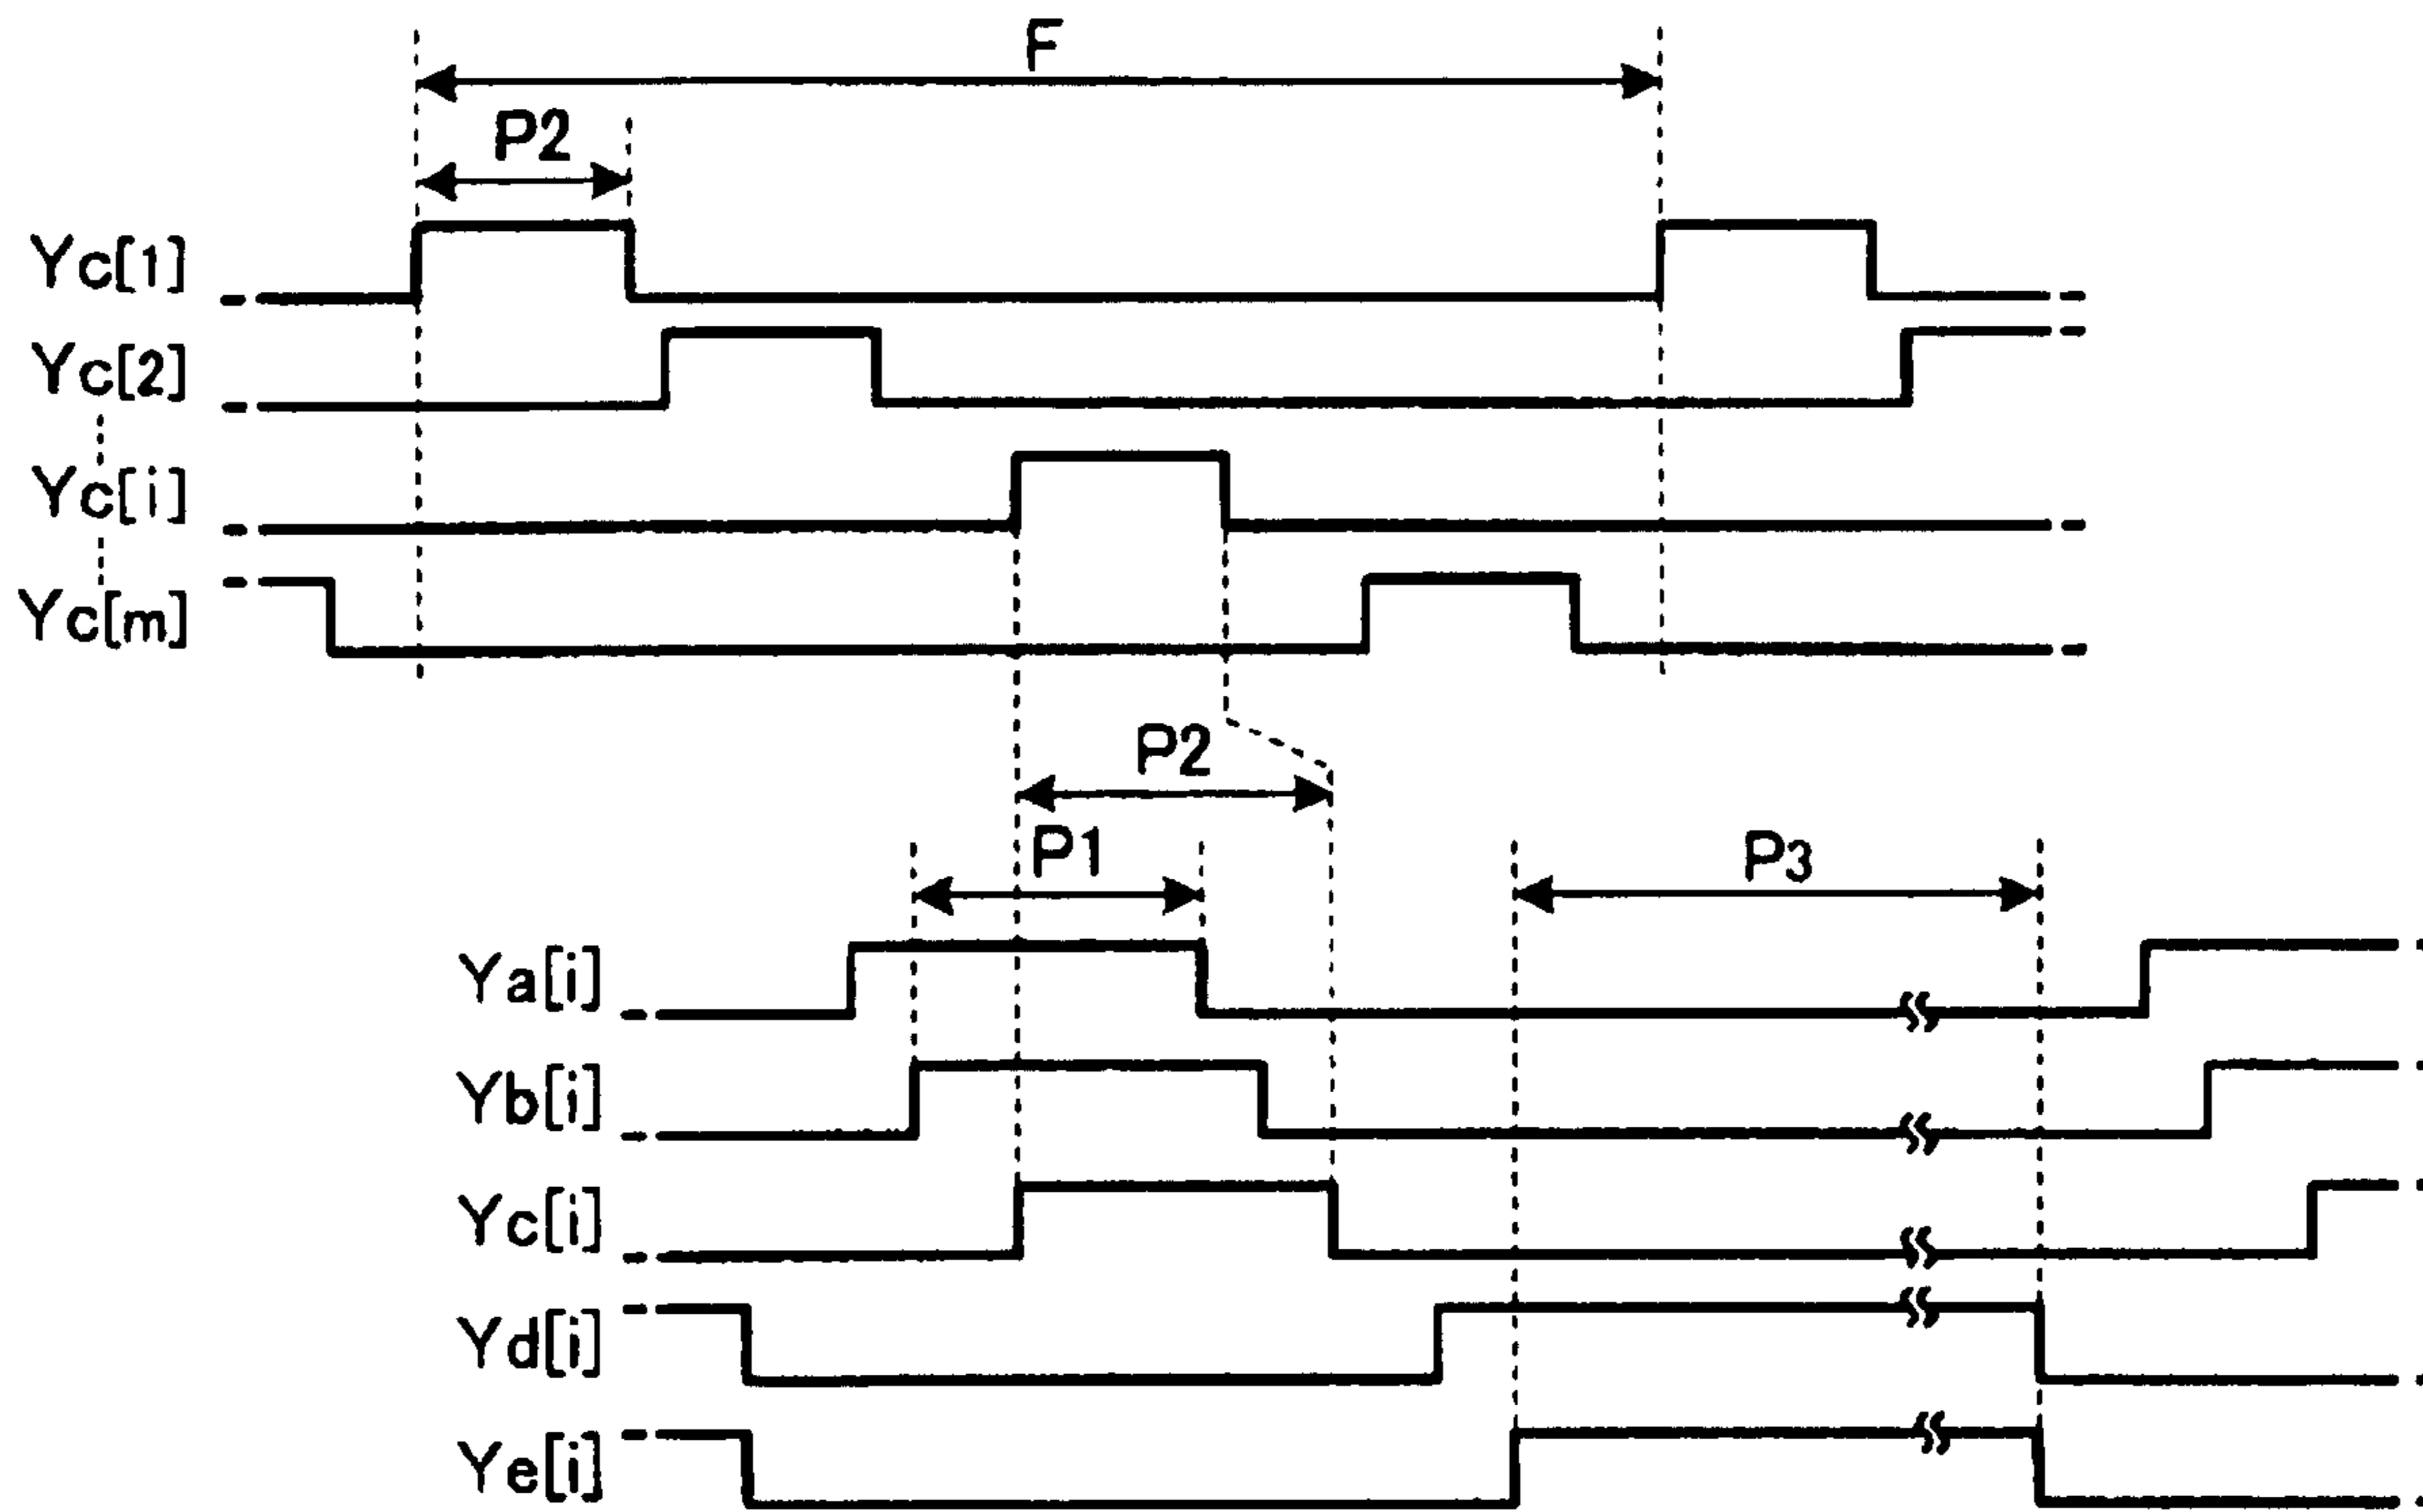 F
P2
Yc[1]
Yc[2]
Yc[i]
Yc[m]
P2
P1
P3
Ya[i]
Yb[i]
Yc[i]
Yd[i]
Ye[i]